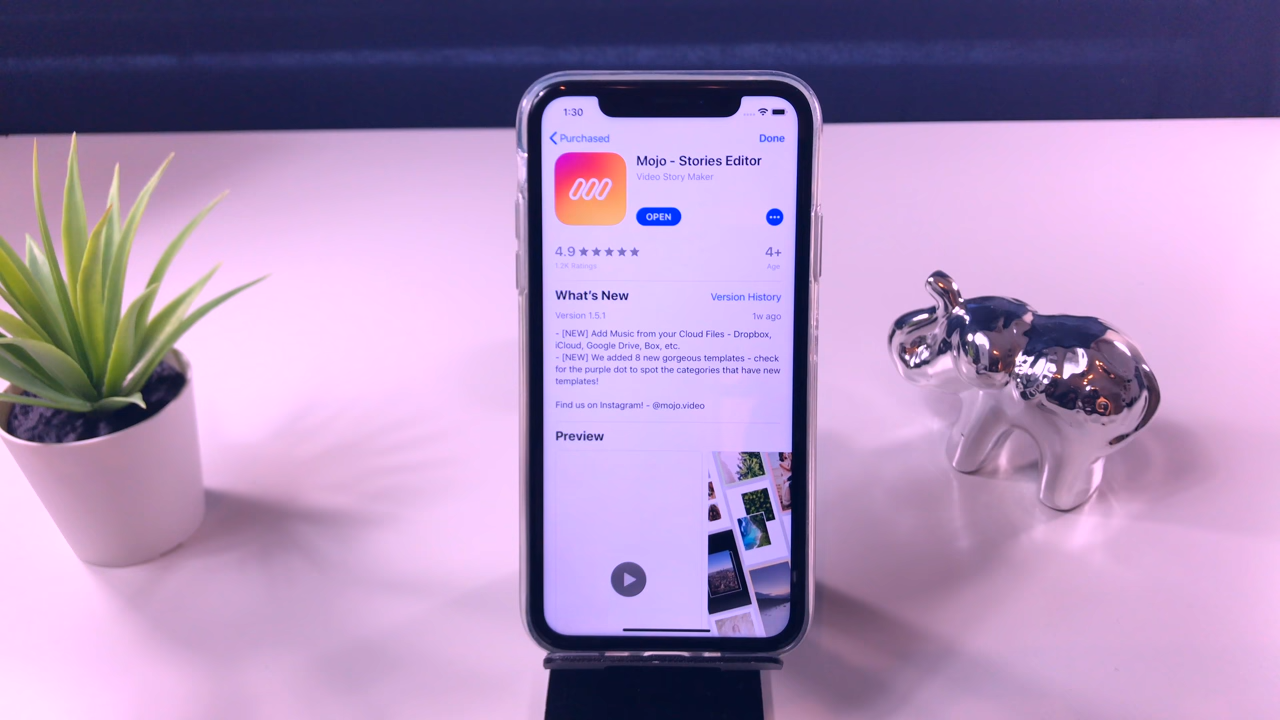 1:30
Purchased
Done
Mojo - Stories Editor
Video Story Maker
OPEN
4.9
4+
1.2K Ratings
Age
What's New
Version History
Version 1.5.1
1w ago
- [NEW] Add Music from your Cloud Files - Dropbox,
iCloud, Google Drive, Box, etc.
- [NEW] We added 8 new gorgeous templates - check
for the purple dot to spot the categories that have new
templates!
Find us on Instagram! - @mojo.video
Preview